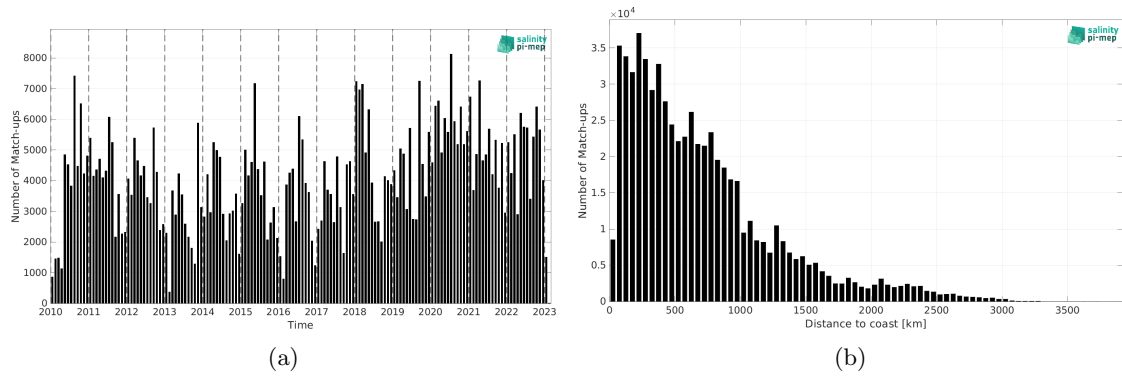 salinity
pi-mep
Number of Match-ups
8000
7000
6000
5000
4000
3000
2000
1000
0
2010 2011 2012 2013 2014 2015 2016 2017 2018 2019 2020 2021 2022 2023
Time
(a)
×10⁴
salinity
pi-mep
Number of Match-ups
3.5
3
2.5
2
1.5
1
0.5
0
0 500 1000 1500 2000 2500 3000 3500
Distance to coast [km]
(b)